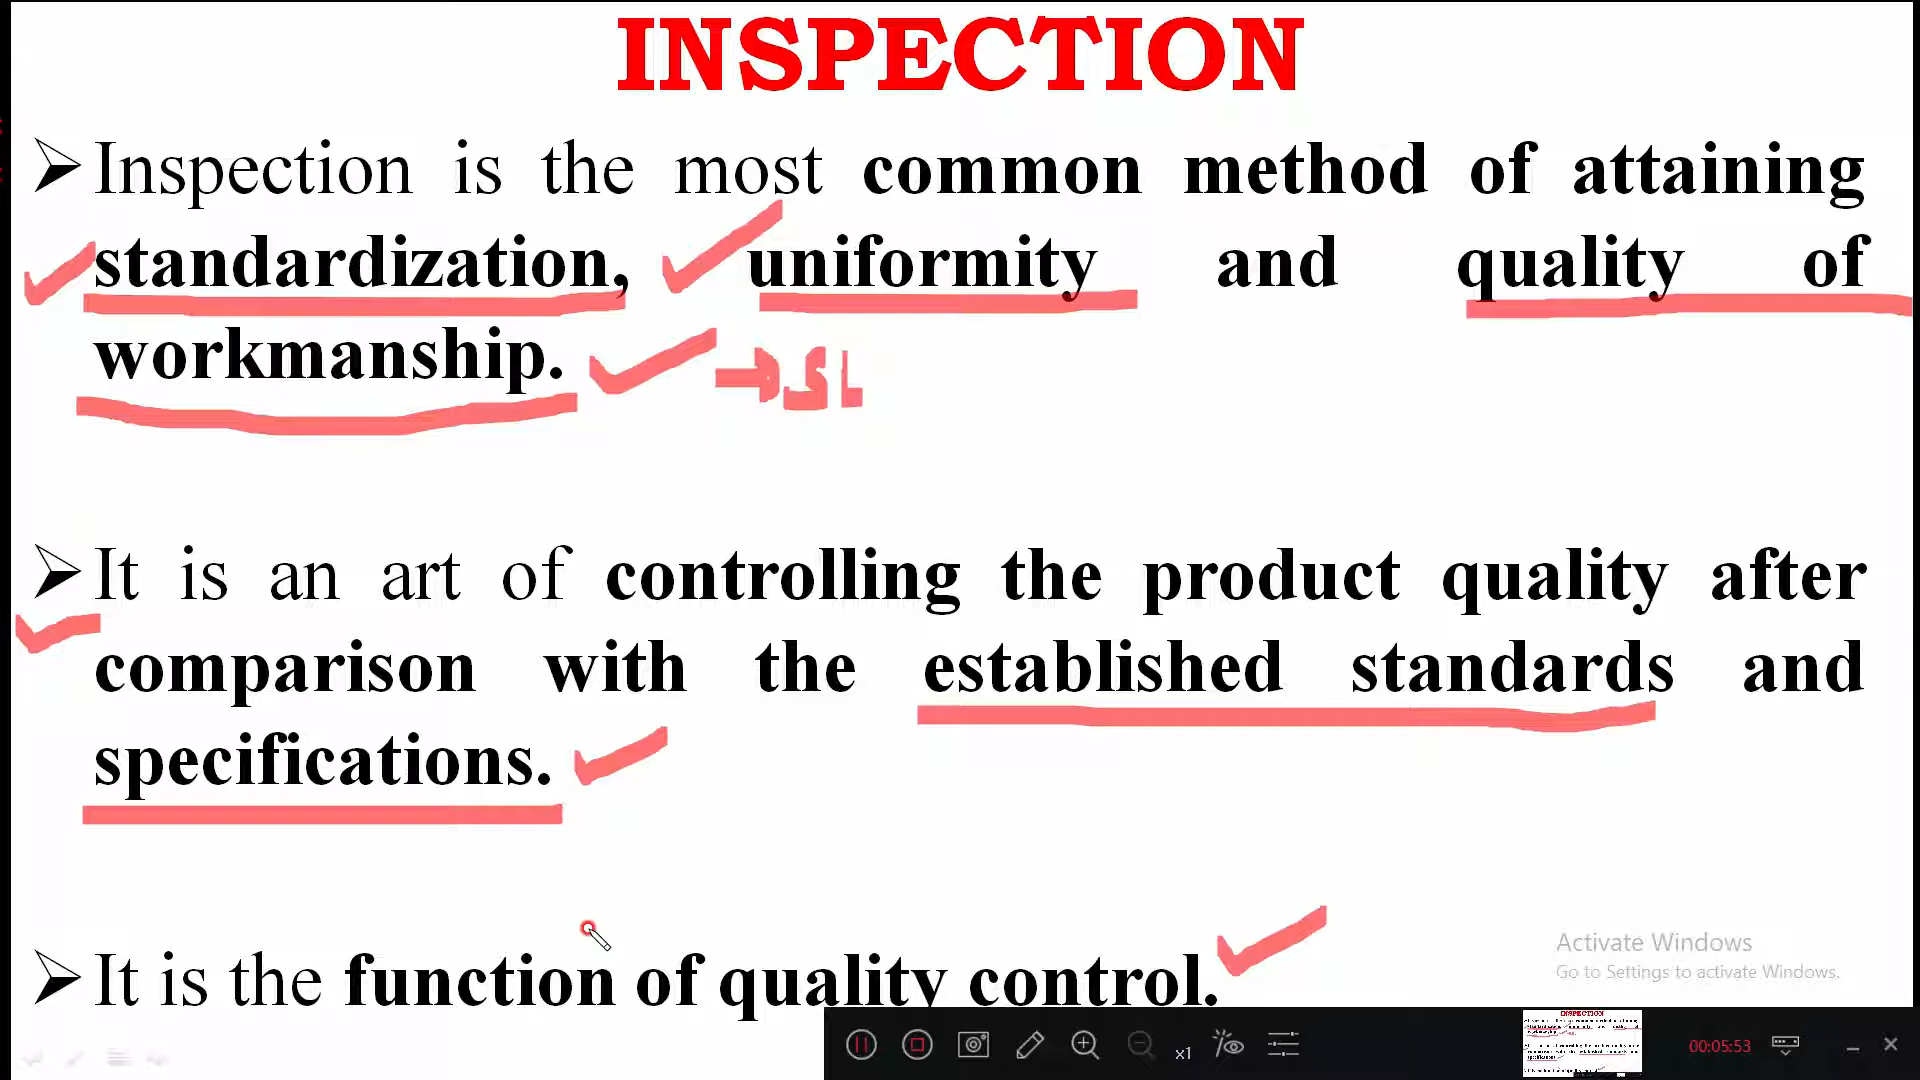 INSPECTION
➢Inspection is the most common method of attaining
standardization, uniformity and quality of
workmanship.
➢It is an art of controlling the product quality after
comparison with the established standards and
specifications.
➢It is the function of quality control.
Activate Windows
Go to Settings to activate Windows.
x1
00:05:53